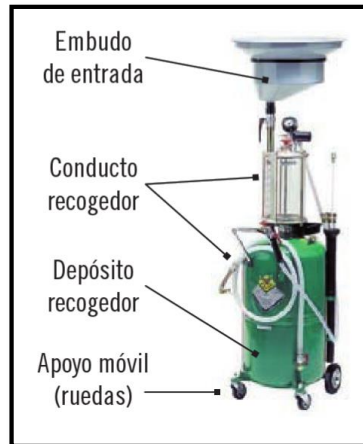 Embudo
de entrada
Conducto
recogedor
Depósito
recogedor
Apoyo móvil
(ruedas)